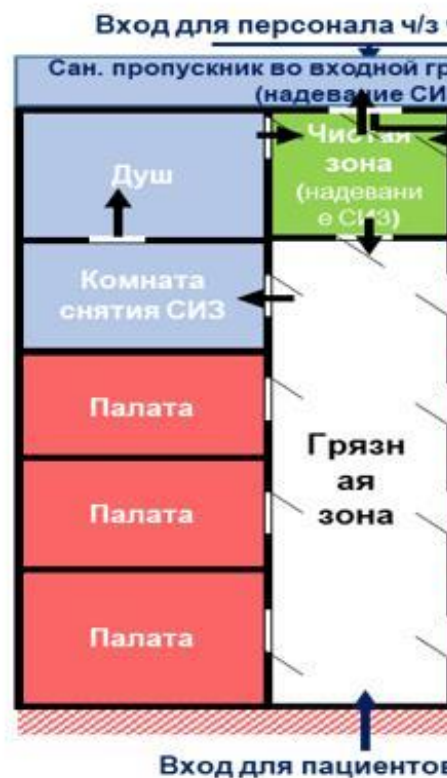 Вход для персонала ч/з
Сан. пропускник во входной гр
(надевание СИ
Чистая
зона
(надевани
е СИЗ)
Душ
Комната
снятия СИЗ
Палата
Грязн
ая
зона
Палата
Палата
Вход для пациентов